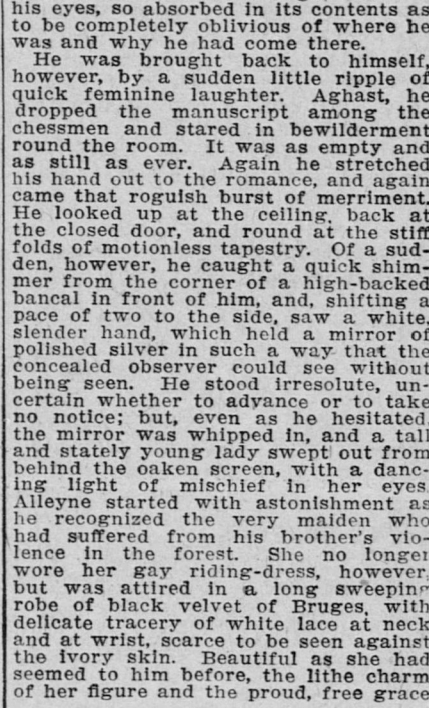 his eyes, so absorbed in its contents as
to be completely oblivious of where he
was and why he had come there.
He was brought back to himself,
however, by a sudden little ripple of
quick feminine laughter. Aghast, he
dropped the manuscript among the
chessmen and stared in bewilderment
round the room. It was as empty and
as still as ever. Again he stretched
his hand out to the romance, and again
came that roguish burst of merriment.
He looked up at the ceiling, back at
the closed door, and round at the stiff
folds of motionless tapestry. Of a sud-
den, however, he caught a quick shim-
mer from the corner of a high-backed
bancal in front of him, and, shifting a
pace of two to the side, saw a white,
slender hand, which held a mirror of
polished silver in such a way that the
concealed observer could see without
being seen. He stood irresolute, un-
certain whether to advance or to take
no notice; but, even as he hesitated,
the mirror was whipped in, and a tall
and stately young lady swept out from
behind the oaken screen, with a danc-
ing light of mischief in her eyes.
Alleyne started with astonishment as
he recognized the very maiden who
had suffered from his brother's vio-
lence in the forest. She no longer
wore her gay riding-dress, however,
but was attired in a long sweeping
robe of black velvet of Bruges, with
delicate tracery of white lace at neck
and at wrist, scarce to be seen against
the ivory skin. Beautiful as she had
seemed to him before, the lithe charm
of her figure and the proud, free grace